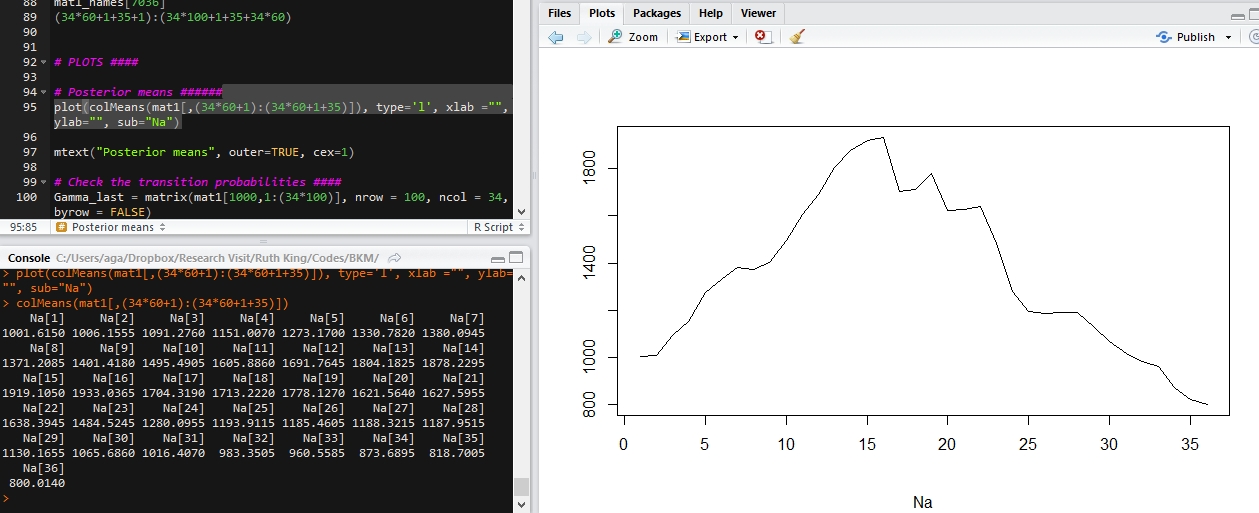 88 mat1_names[7036]
89 (34*60+1+35+1):(34*100+1+35+34*60)
90
91
92 # PLOTS ####
93
94 # Posterior means ######
95 plot(colMeans(mat1[,(34*60+1):(34*60+1+35)]), type='l', xlab ="",
ylab="", sub="Na")
96
97 mtext("Posterior means", outer=TRUE, cex=1)
98
99 # Check the transition probabilities ####
100 Gamma_last = matrix(mat1[1000,1:(34*100)], nrow = 100, ncol = 34,
byrow = FALSE)
95:85 # Posterior means R Script
Console C:/Users/aga/Dropbox/Research Visit/Ruth King/Codes/BKM/
> plot(colMeans(mat1[,(34*60+1):(34*60+1+35)]), type='l', xlab ="", ylab=
"", sub="Na")
> colMeans(mat1[,(34*60+1):(34*60+1+35)])
Na[1] Na[2] Na[3] Na[4] Na[5] Na[6] Na[7]
1001.6150 1006.1555 1091.2760 1151.0070 1273.1700 1330.7820 1380.0945
Na[8] Na[9] Na[10] Na[11] Na[12] Na[13] Na[14]
1371.2085 1401.4180 1495.4905 1605.8860 1691.7645 1804.1825 1878.2295
Na[15] Na[16] Na[17] Na[18] Na[19] Na[20] Na[21]
1919.1050 1933.0365 1704.3190 1713.2220 1778.1270 1621.5640 1627.5955
Na[22] Na[23] Na[24] Na[25] Na[26] Na[27] Na[28]
1638.3945 1484.5245 1280.0955 1193.9115 1185.4605 1188.3215 1187.9515
Na[29] Na[30] Na[31] Na[32] Na[33] Na[34] Na[35]
1130.1655 1065.6860 1016.4070 983.3505 960.5585 873.6895 818.7005
Na[36]
800.0140
>
Files Plots Packages Help Viewer
Zoom Export Publish
1800
1400
1000
800
0 5 10 15 20 25 30 35
Na